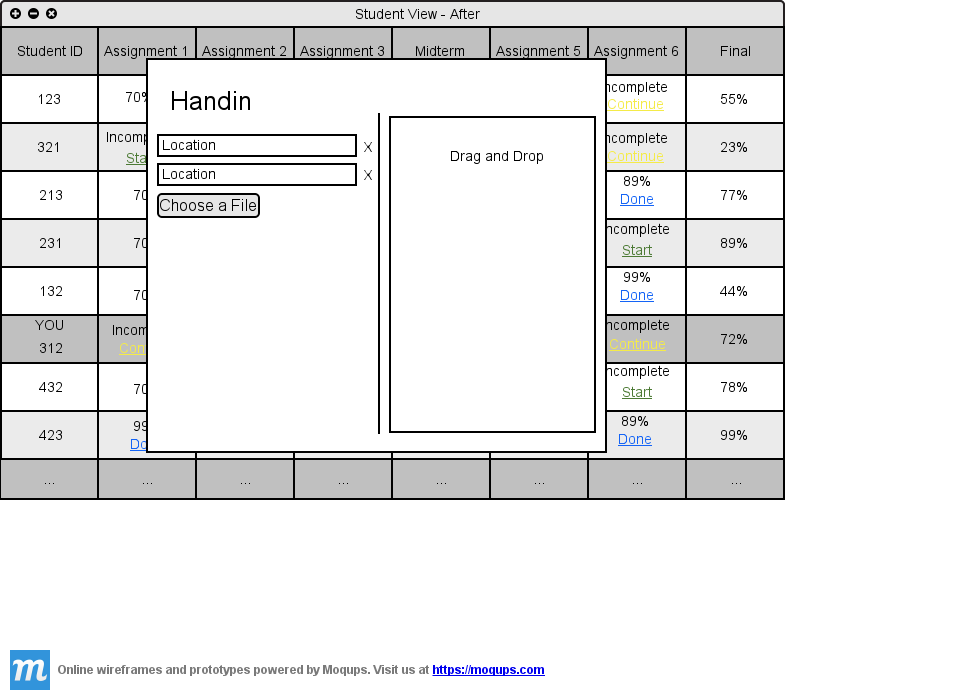 Student View - After
Student ID Assignment 1 Assignment 2 Assignment 3 Midterm Assignment 5 Assignment 6 Final
Handin
Location X
Location X
Choose a File
Drag and Drop
123 70% ncomplete 55%
Continue
321 Incomp ncomplete 23%
Sta Continue
213 70 89% 77%
Done
231 70 ncomplete 89%
Start
132 70 99% 44%
Done
YOU Incom ncomplete 72%
312 Con Continue
432 70 ncomplete 78%
Start
423 99 89% 99%
Do Done
... ... ... ... ... ... ... ...
m Online wireframes and prototypes powered by Moqups. Visit us at https://moqups.com